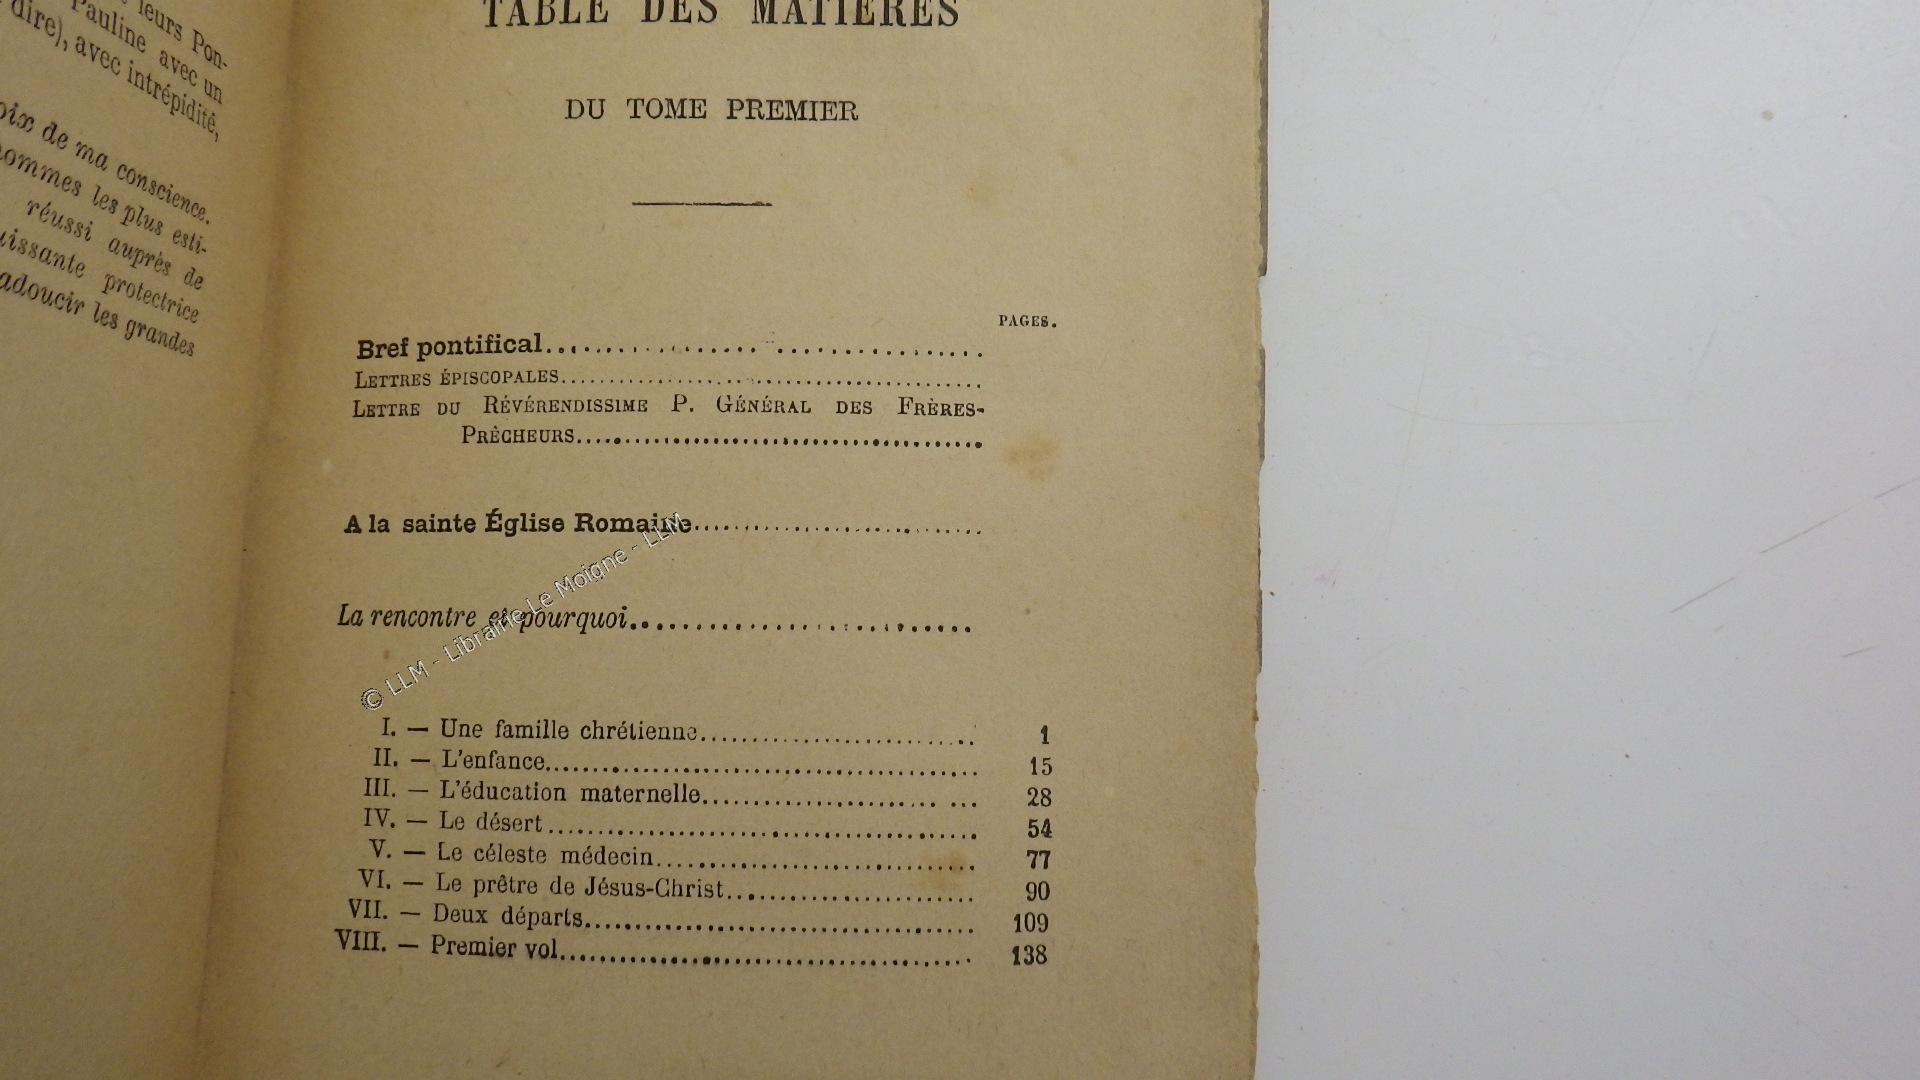 leurs Pon-
Pauline avec un
dire), avec intrépidité,
de ma conscience.
les plus esti-
réussi auprès de
protectrice
adoucir les grandes
TABLE DES MATIÈRES
DU TOME PREMIER
PAGES.
Bref pontifical
LETTRES ÉPISCOPALES
LETTRE DU RÉVÉRENDISSIME P. GÉNÉRAL DES FRÈRES-
PRÊCHEURS
A la sainte Église Romaine
La rencontre et pourquoi
© LLM - Librairie Le Moigne - LLM
I. — Une famille chrétienne 1
II. — L'enfance 15
III. — L'éducation maternelle 28
IV. — Le désert 54
V. — Le céleste médecin 77
VI. — Le prêtre de Jésus-Christ 90
VII. — Deux départs 109
VIII. — Premier vol 138